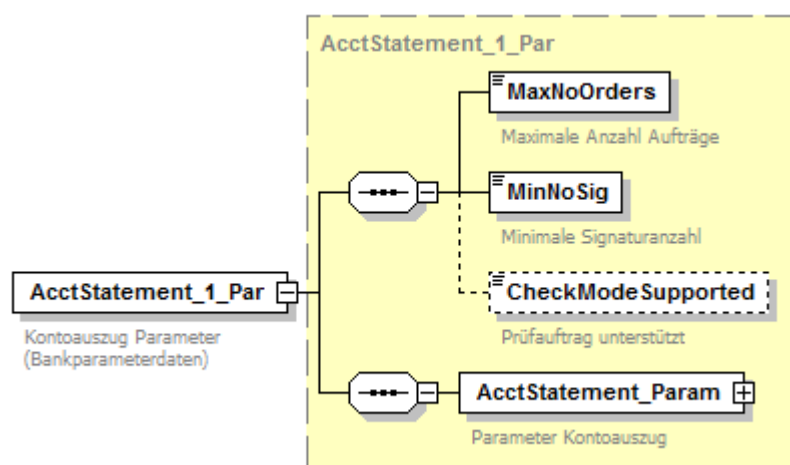 AcctStatement_1_Par
MaxNoOrders
Maximale Anzahl Aufträge
MinNoSig
Minimale Signaturanzahl
AcctStatement_1_Par
Kontoauszug Parameter
(Bankparameterdaten)
CheckModeSupported
Prüfauftrag unterstützt
AcctStatement_Param
Parameter Kontoauszug